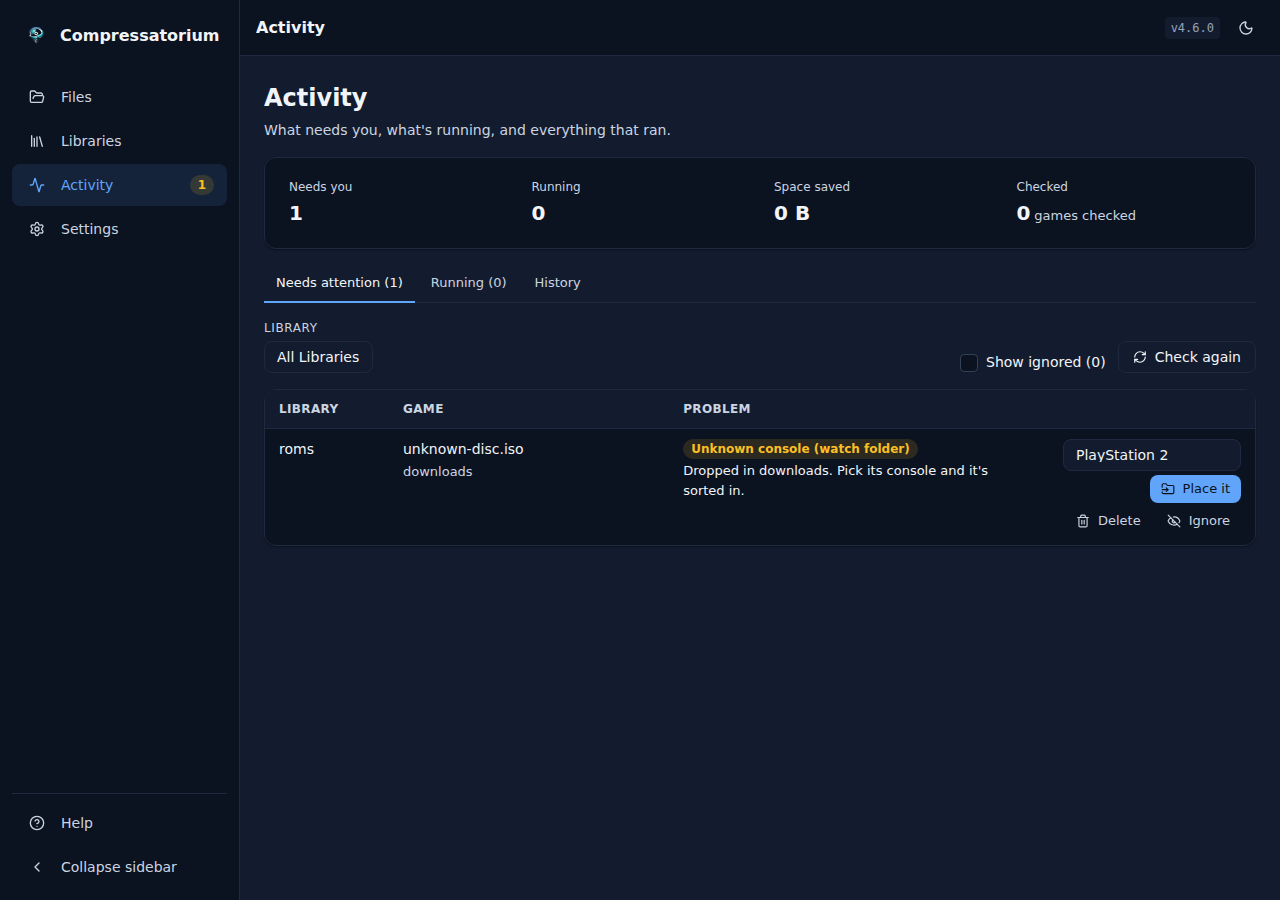 Compressatorium
Activity
v4.6.0
Files
Libraries
Activity
1
Settings
Help
Collapse sidebar
Activity
What needs you, what's running, and everything that ran.
Needs you
1
Running
0
Space saved
0 B
Checked
0 games checked
Needs attention (1)
Running (0)
History
LIBRARY
All Libraries
Show ignored (0)
Check again
LIBRARY
GAME
PROBLEM
roms
unknown-disc.iso
downloads
Unknown console (watch folder)
Dropped in downloads. Pick its console and it's
sorted in.
PlayStation 2
Place it
Delete
Ignore